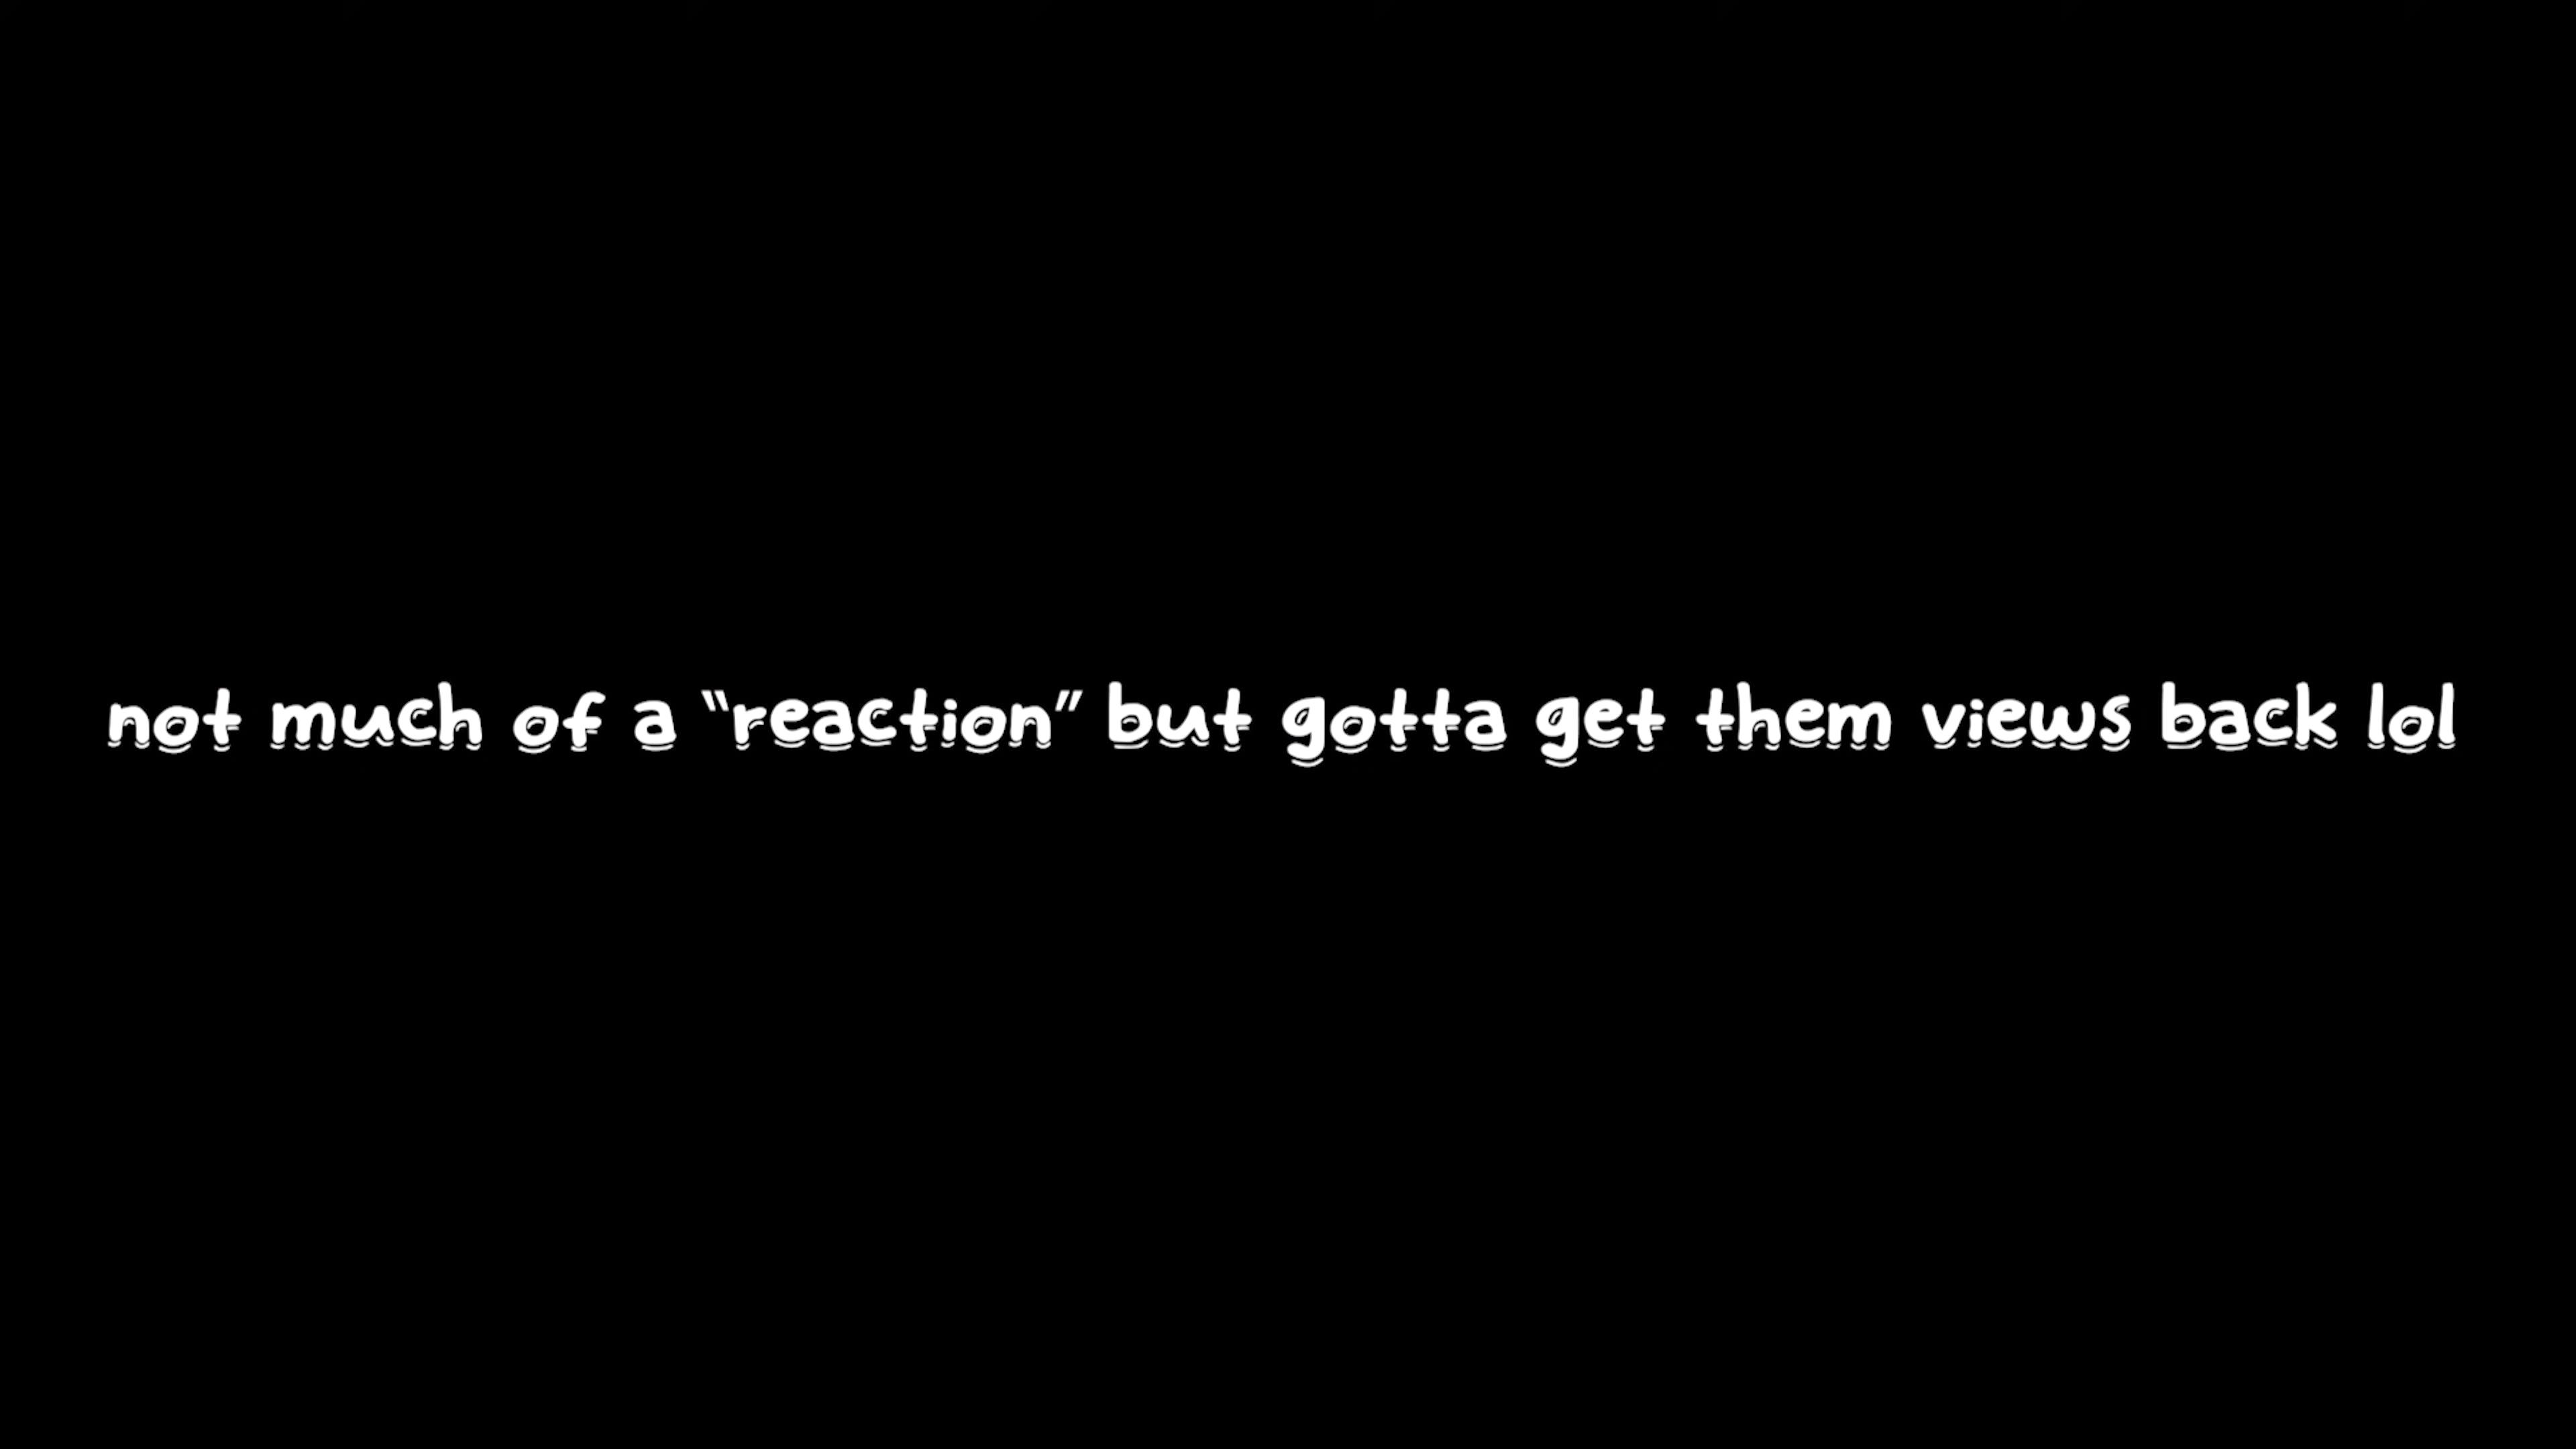 not much of a “reaction” but gotta get them views back lol